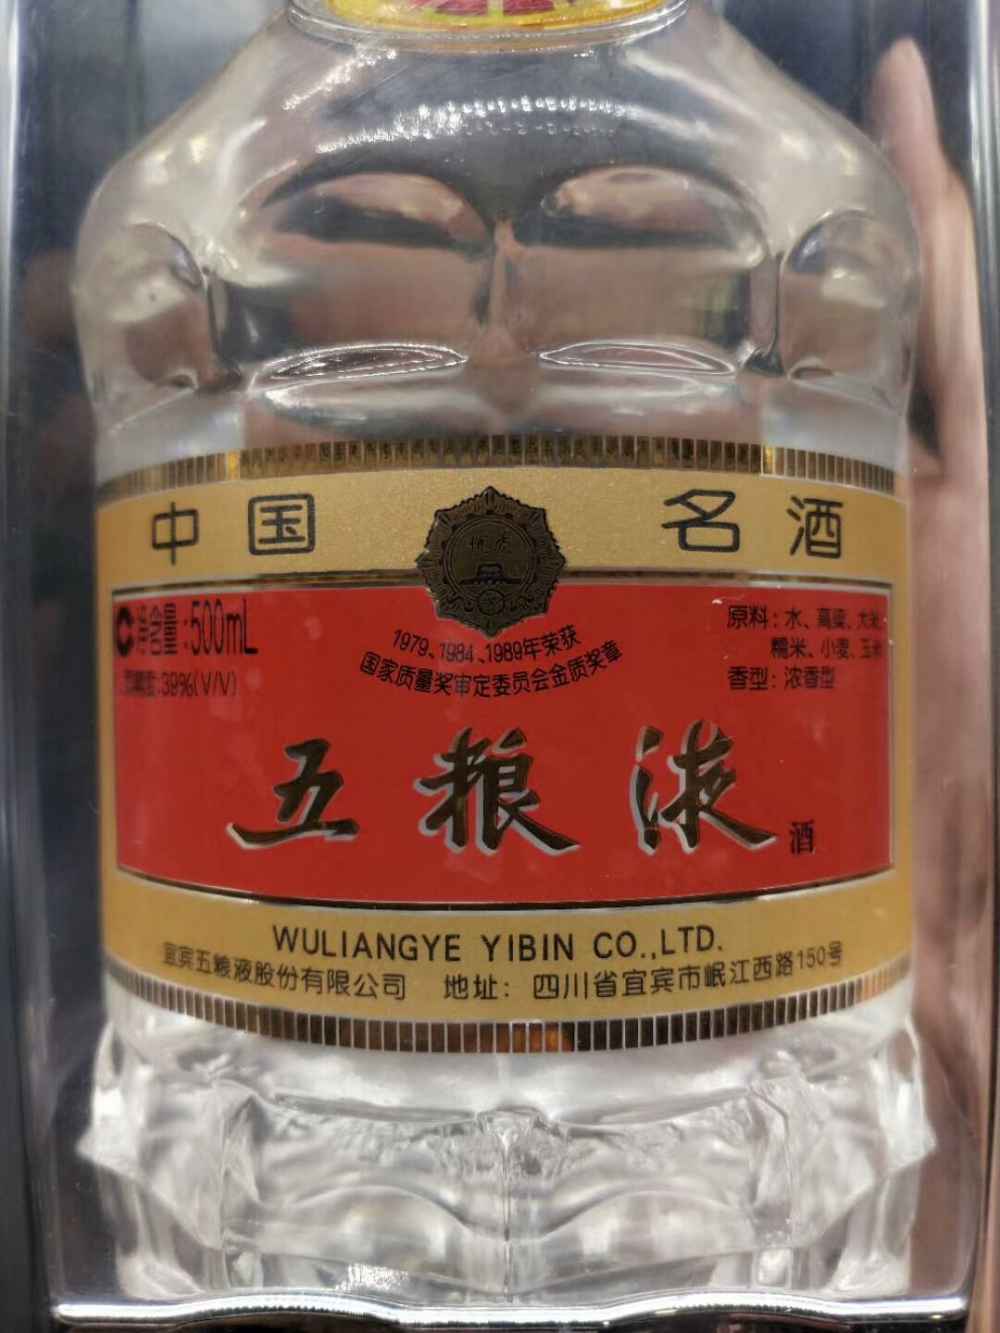 中国 名酒
净含量:500mL
酒精度:39%(V/V)
1979、1984、1989年荣获
国家质量奖审定委员会金质奖章
原料:水、高粱、大米、
糯米、小麦、玉米
香型:浓香型
五粮液酒
WULIANGYE YIBIN CO.,LTD.
宜宾五粮液股份有限公司 地址:四川省宜宾市岷江西路150号